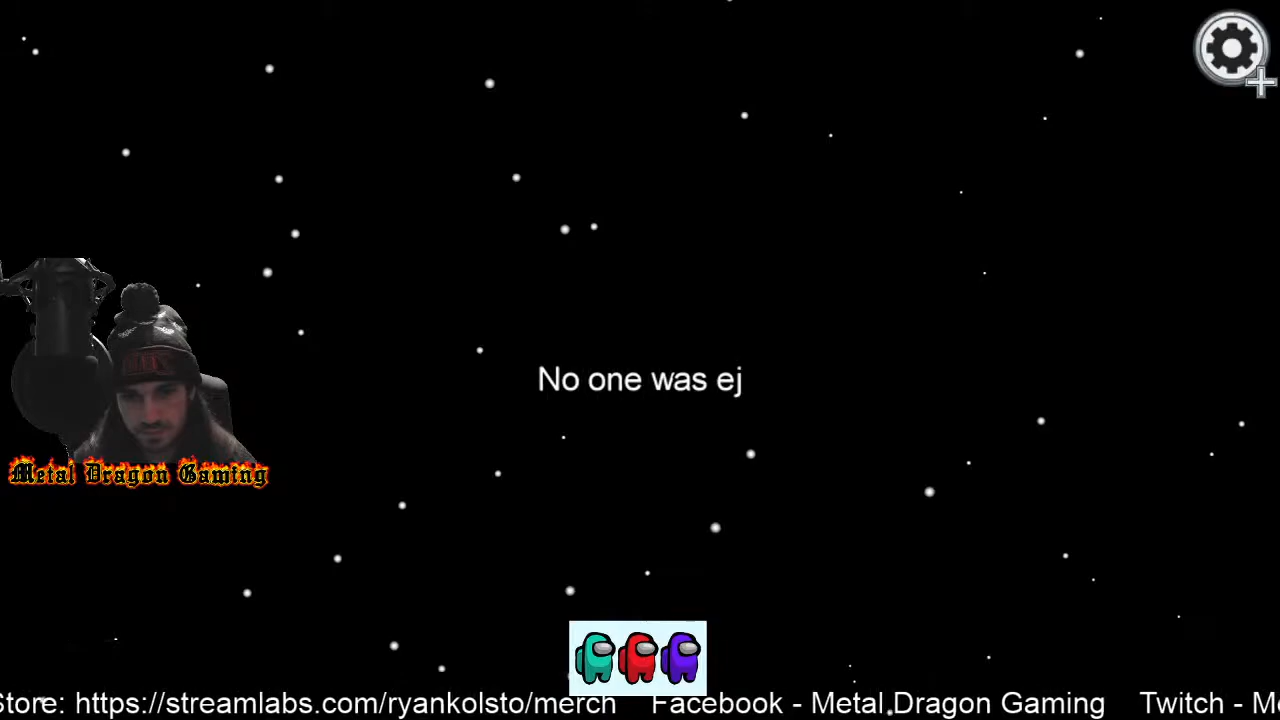 No one was ej
Metal Dragon Gaming
Store: https://streamlabs.com/ryankolsto/merch Facebook - Metal Dragon Gaming Twitch - M